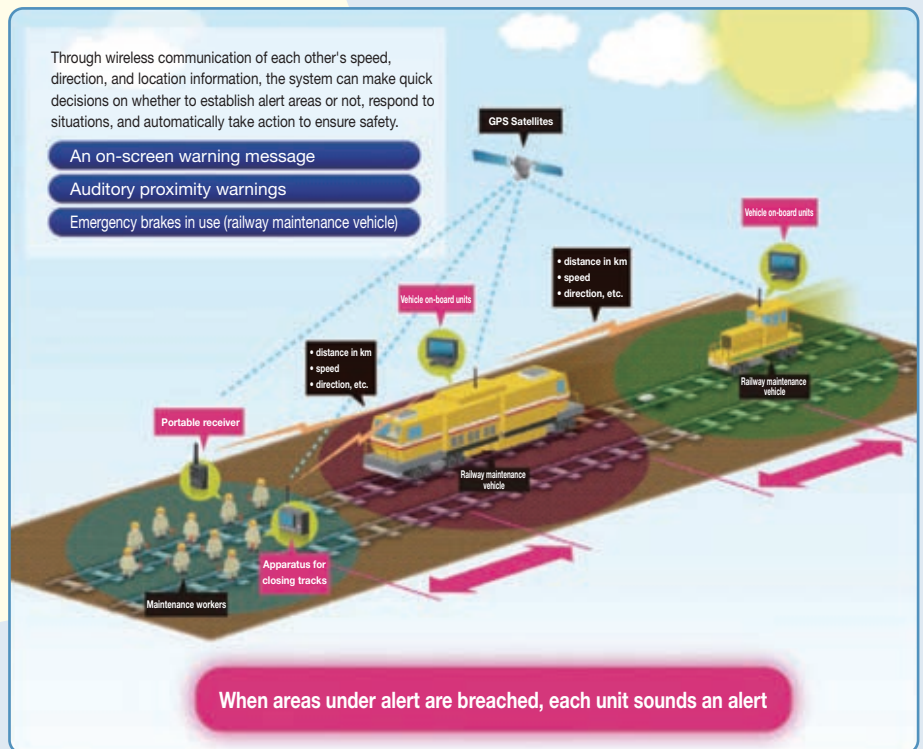 Through wireless communication of each other's speed,
direction, and location information, the system can make quick
decisions on whether to establish alert areas or not, respond to
situations, and automatically take action to ensure safety.
An on-screen warning message
Auditory proximity warnings
Emergency brakes in use (railway maintenance vehicle)
GPS Satellites
Vehicle on-board units
• distance in km
• speed
• direction, etc.
Vehicle on-board units
• distance in km
• speed
• direction, etc.
Railway maintenance
vehicle
Portable receiver
Railway maintenance
vehicle
Apparatus for
closing tracks
Maintenance workers
When areas under alert are breached, each unit sounds an alert